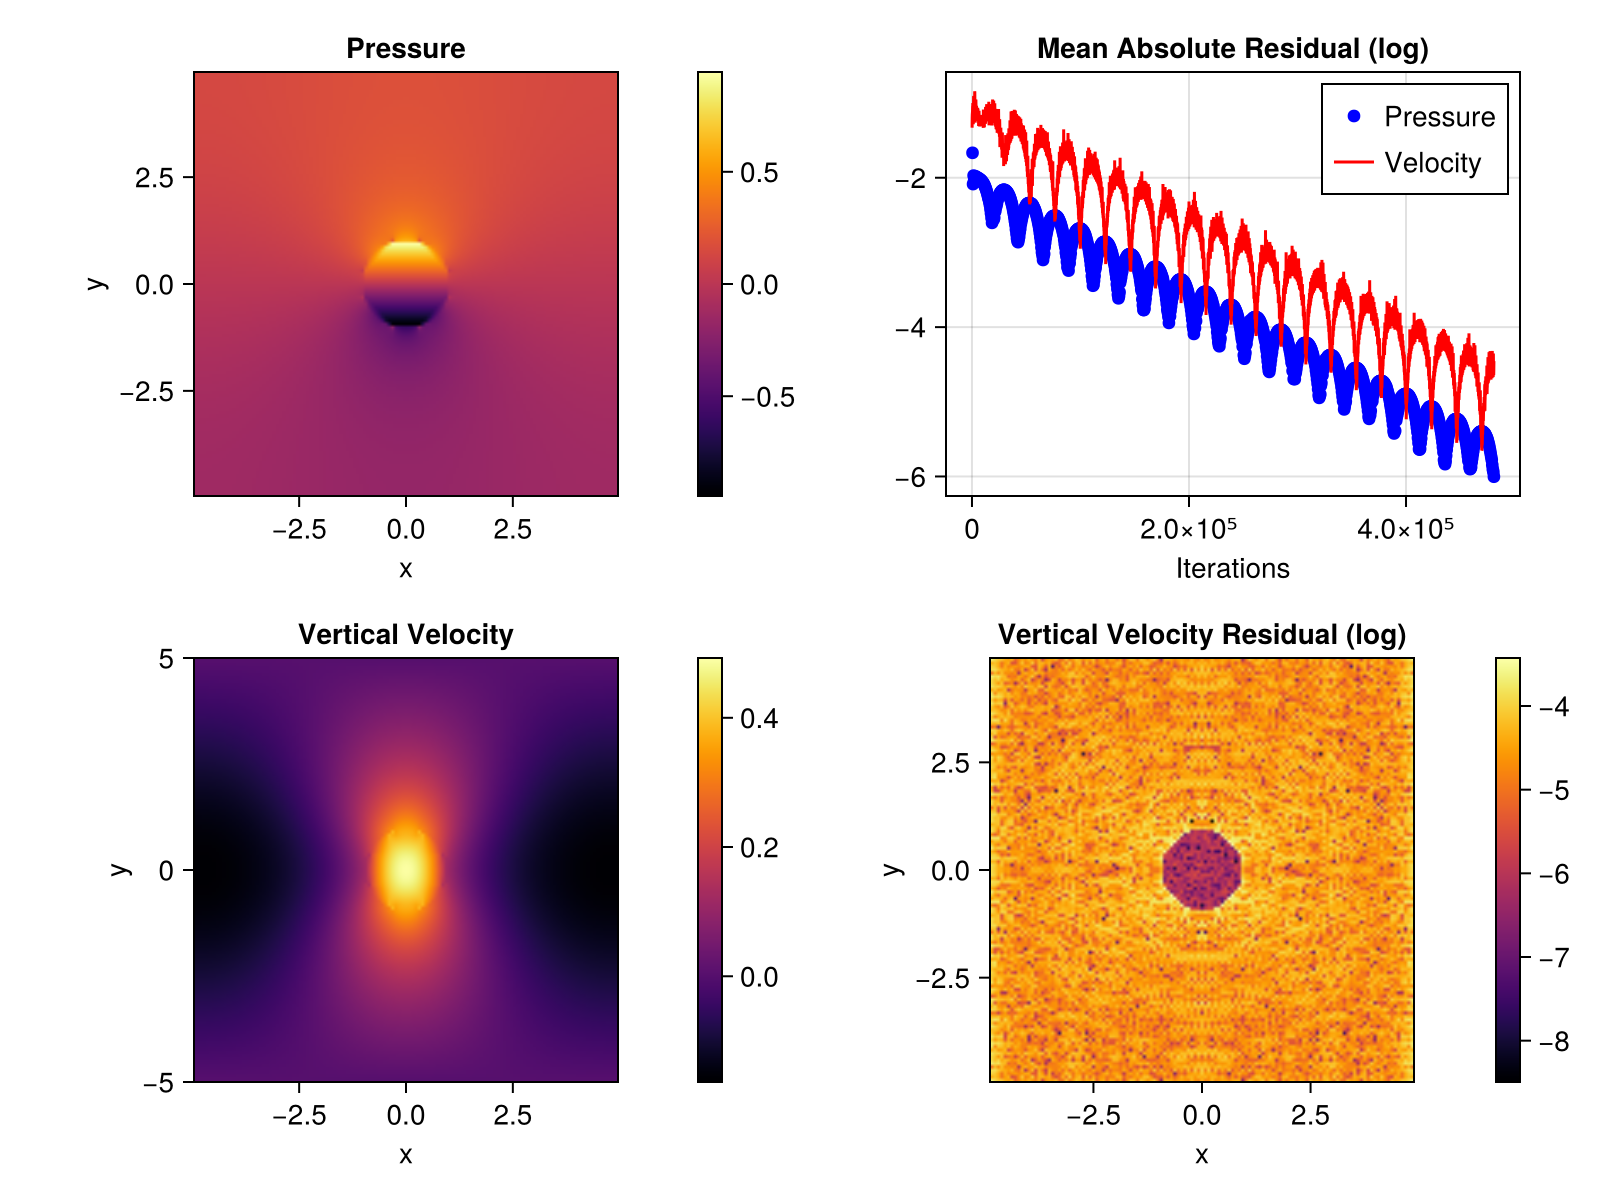 Pressure
2.5
0.0
−2.5
y
−2.5 0.0 2.5
x
0.5
0.0
−0.5
Mean Absolute Residual (log)
Pressure
Velocity
−2
−4
−6
0 2.0×10⁵ 4.0×10⁵
Iterations
Vertical Velocity
5
0
−5
y
−2.5 0.0 2.5
x
0.4
0.2
0.0
Vertical Velocity Residual (log)
2.5
0.0
−2.5
y
−2.5 0.0 2.5
x
−4
−5
−6
−7
−8